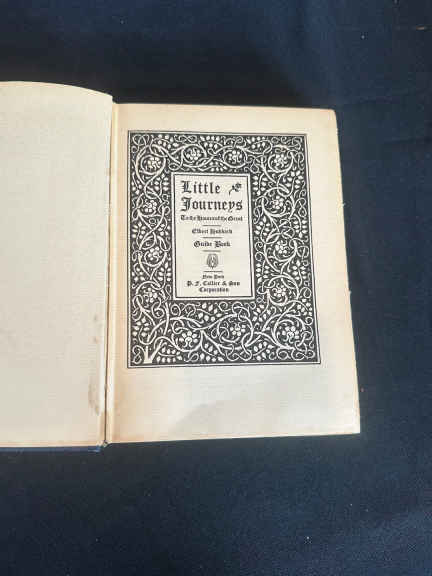 Little
Journeys
To the Homes of the Great
Elbert Hubbard
Guide Book
New York
P. F. Collier & Son
Corporation